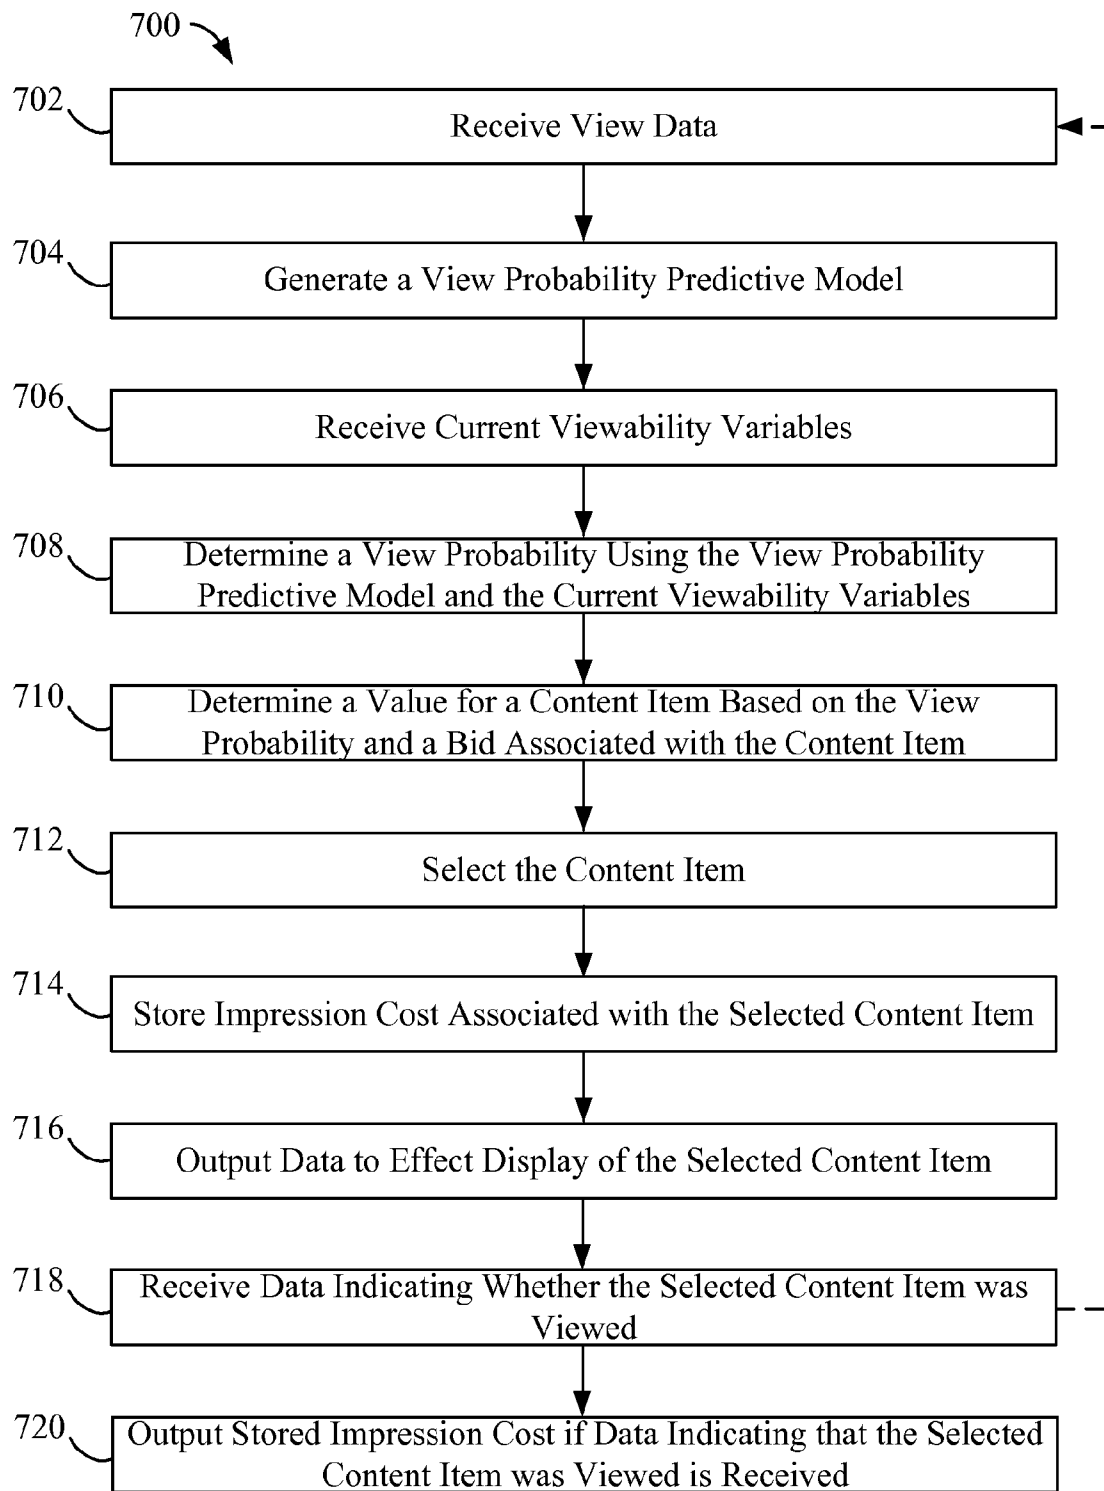 700
702
Receive View Data
704
Generate a View Probability Predictive Model
706
Receive Current Viewability Variables
708
Determine a View Probability Using the View Probability
Predictive Model and the Current Viewability Variables
710
Determine a Value for a Content Item Based on the View
Probability and a Bid Associated with the Content Item
712
Select the Content Item
714
Store Impression Cost Associated with the Selected Content Item
716
Output Data to Effect Display of the Selected Content Item
718
Receive Data Indicating Whether the Selected Content Item was
Viewed
720
Output Stored Impression Cost if Data Indicating that the Selected
Content Item was Viewed is Received